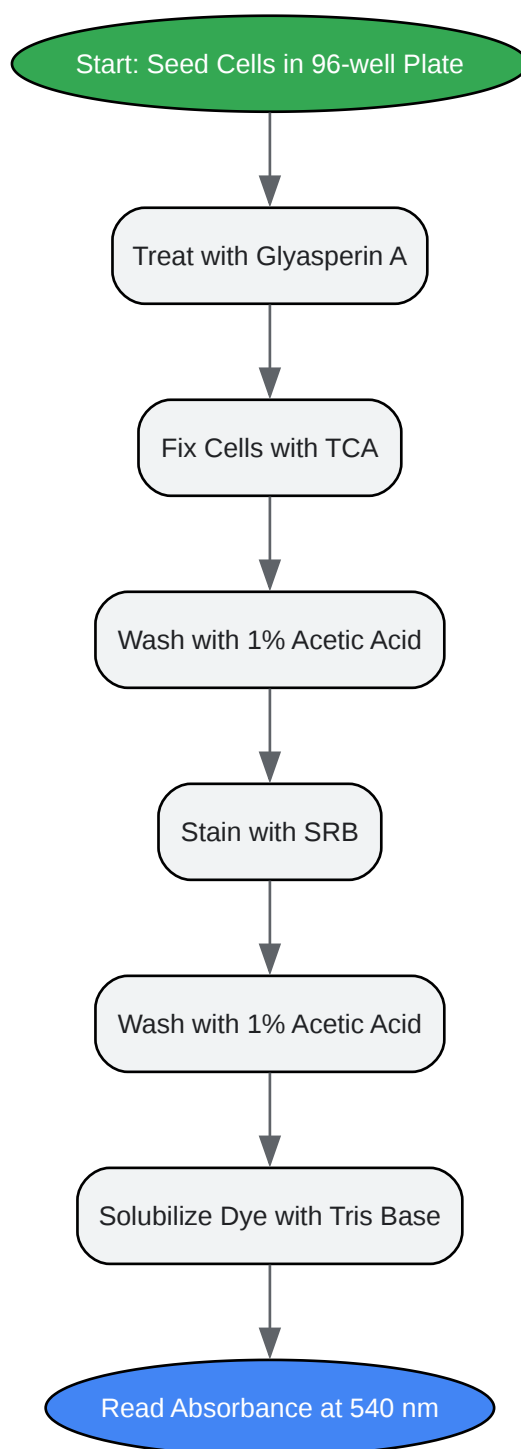 Start: Seed Cells in 96-well Plate
Treat with Glyasperin A
Fix Cells with TCA
Wash with 1% Acetic Acid
Stain with SRB
Wash with 1% Acetic Acid
Solubilize Dye with Tris Base
Read Absorbance at 540 nm